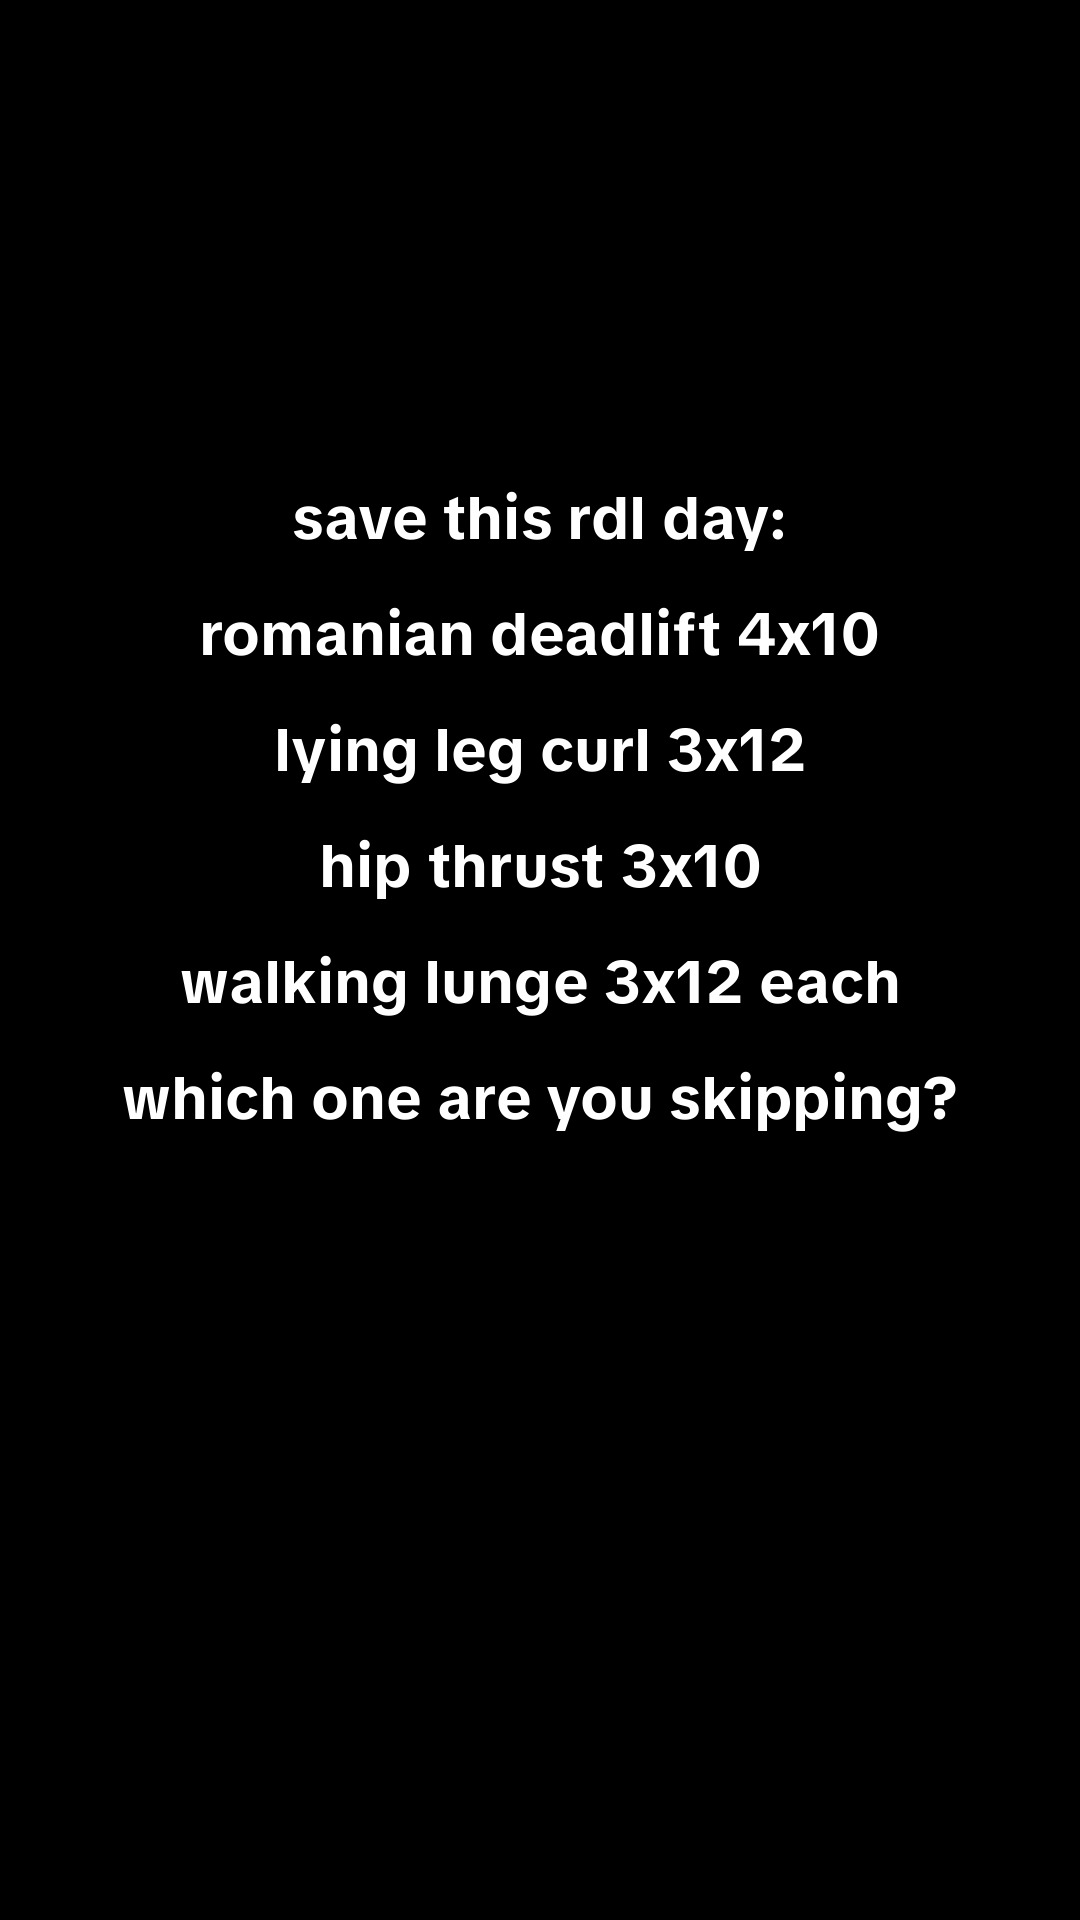 save this rdl day:
romanian deadlift 4x10
lying leg curl 3x12
hip thrust 3x10
walking lunge 3x12 each
which one are you skipping?